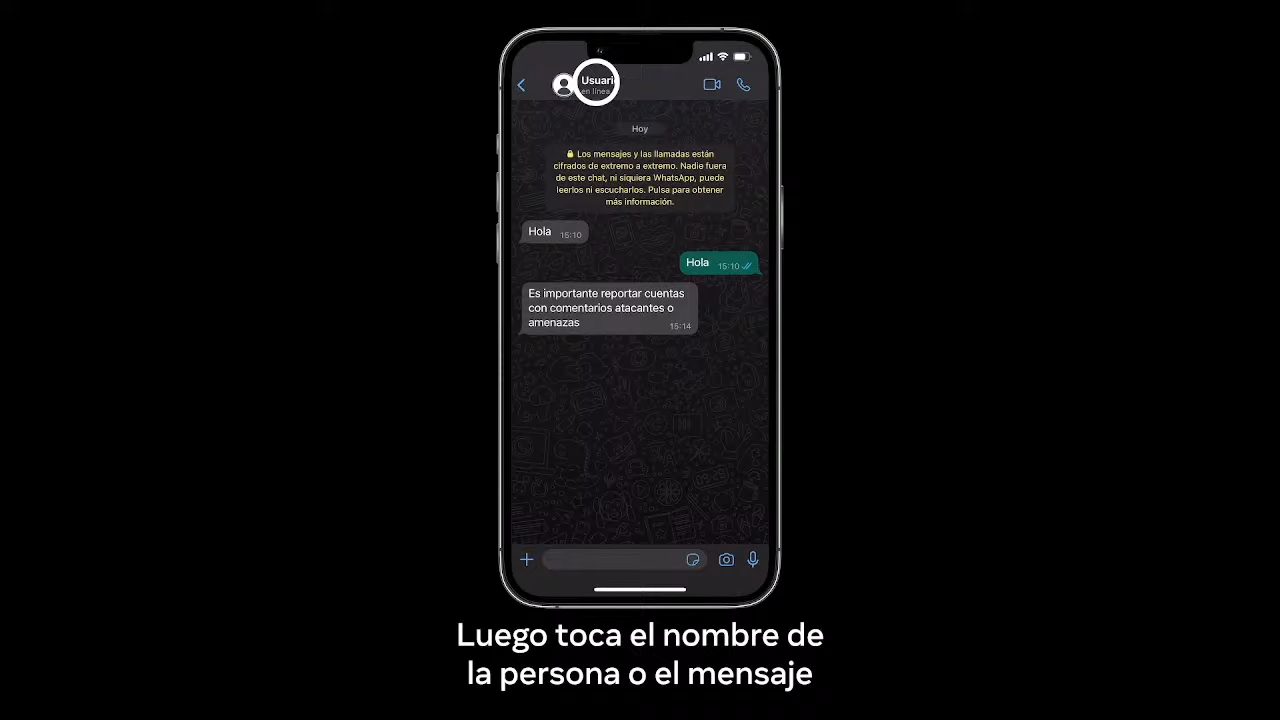 Usuari
en línea
Hoy
Los mensajes y las llamadas están
cifrados de extremo a extremo. Nadie fuera
de este chat, ni siquiera WhatsApp, puede
leerlos ni escucharlos. Pulsa para obtener
más información.
Hola 15:10
Hola 15:10
Es importante reportar cuentas
con comentarios atacantes o
amenazas 15:14
Luego toca el nombre de
la persona o el mensaje